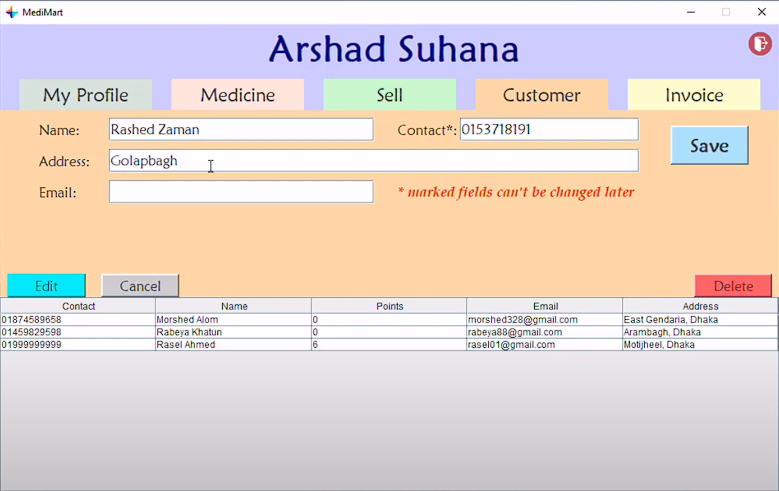 MediMart
Arshad Suhana
My Profile Medicine Sell Customer Invoice
Name: Rashed Zaman Contact*: 0153718191
Save
Address: Golapbagh
Email: * marked fields can't be changed later
Edit Cancel Delete
Contact Name Points Email Address
01874589658 Morshed Alom 0 morshed328@gmail.com East Gendaria, Dhaka
01459829598 Rabeya Khatun 0 rabeya88@gmail.com Arambagh, Dhaka
01999999999 Rasel Ahmed 6 rasel01@gmail.com Motijheel, Dhaka